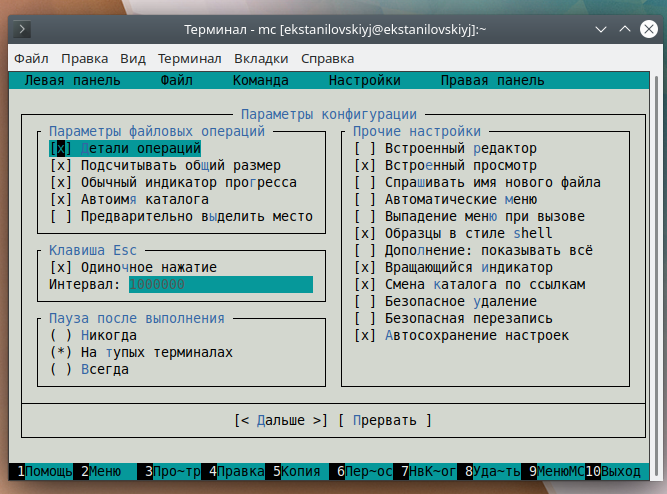 Терминал - mc [ekstanilovskiyj@ekstanilovskiyj]:~
Файл Правка Вид Терминал Вкладки Справка
Левая панель Файл Команда Настройки Правая панель
Параметры конфигурации
Параметры файловых операций
[x] Детали операций
[x] Подсчитывать общий размер
[x] Обычный индикатор прогресса
[x] Автоимя каталога
[ ] Предварительно выделить место
Клавиша Esc
[x] Одиночное нажатие
Интервал: 1000000
Пауза после выполнения
( ) Никогда
(*) На тупых терминалах
( ) Всегда
Прочие настройки
[ ] Встроенный редактор
[x] Встроенный просмотр
[ ] Спрашивать имя нового файла
[ ] Автоматические меню
[ ] Выпадение меню при вызове
[x] Образцы в стиле shell
[ ] Дополнение: показывать всё
[x] Вращающийся индикатор
[x] Смена каталога по ссылкам
[ ] Безопасное удаление
[ ] Безопасная перезапись
[x] Автосохранение настроек
[< Дальше >] [ Прервать ]
1Помощь 2Меню 3Про~тр 4Правка 5Копия 6Пер~ос 7НвК~ог 8Уда~ть 9МенюМС 10Выход